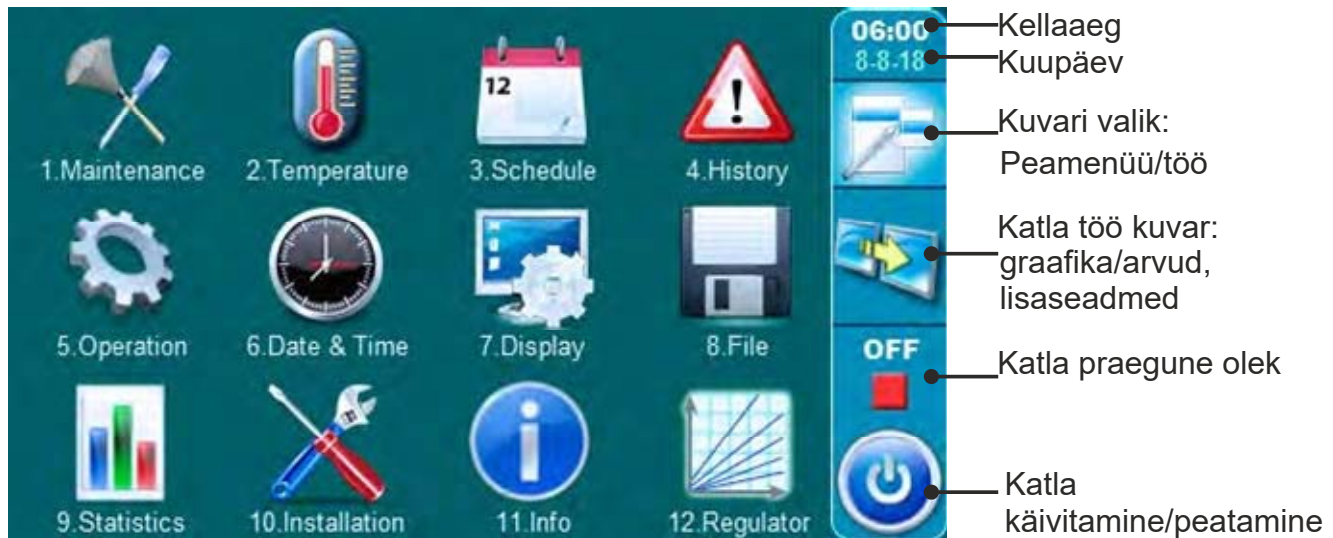 1.Maintenance
2.Temperature
12
3.Schedule
4.History
5.Operation
6.Date & Time
7.Display
8.File
9.Statistics
10.Installation
11.Info
12.Regulator
06:00
8-8-18
OFF
Kellaaeg
Kuupäev
Kuvari valik:
Peamenüü/töö
Katla töö kuvar:
graafika/arvud,
lisaseadmed
Katla praegune olek
Katla
käivitamine/peatamine